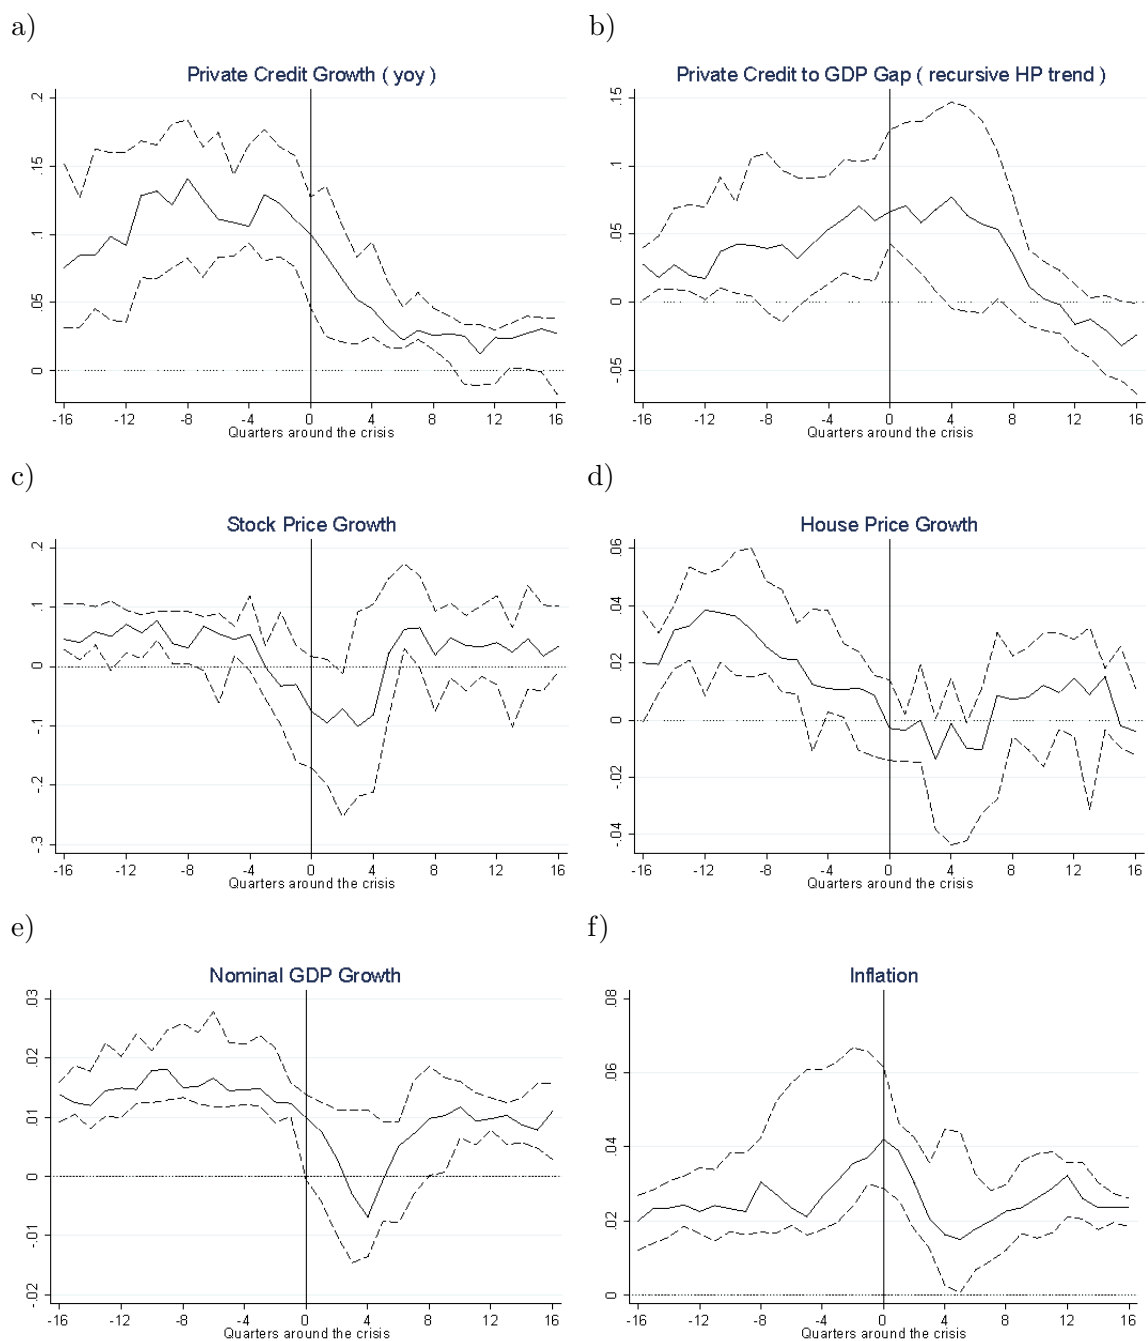 a)
Private Credit Growth ( yoy )
.2
.15
.1
.05
0
-16 -12 -8 -4 0 4 8 12 16
Quarters around the crisis
b)
Private Credit to GDP Gap ( recursive HP trend )
.15
.1
.05
0
-.05
-16 -12 -8 -4 0 4 8 12 16
Quarters around the crisis
c)
Stock Price Growth
.2
.1
0
-.1
-.2
-.3
-16 -12 -8 -4 0 4 8 12 16
Quarters around the crisis
d)
House Price Growth
.06
.04
.02
0
-.02
-.04
-16 -12 -8 -4 0 4 8 12 16
Quarters around the crisis
e)
Nominal GDP Growth
.03
.02
.01
0
-.01
-.02
-16 -12 -8 -4 0 4 8 12 16
Quarters around the crisis
f)
Inflation
.08
.06
.04
.02
0
-16 -12 -8 -4 0 4 8 12 16
Quarters around the crisis